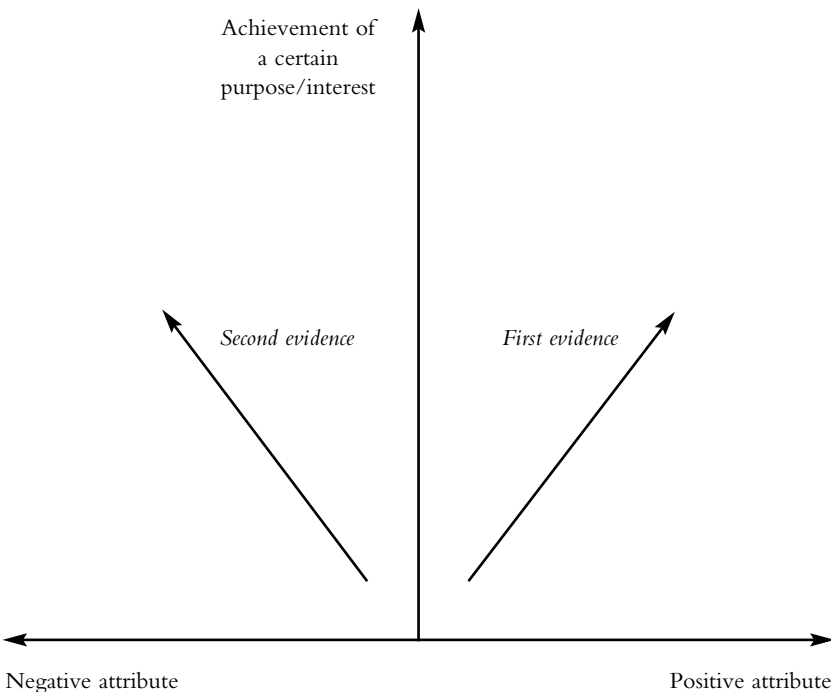 Achievement of
a certain
purpose/interest
Second evidence
First evidence
Negative attribute
Positive attribute